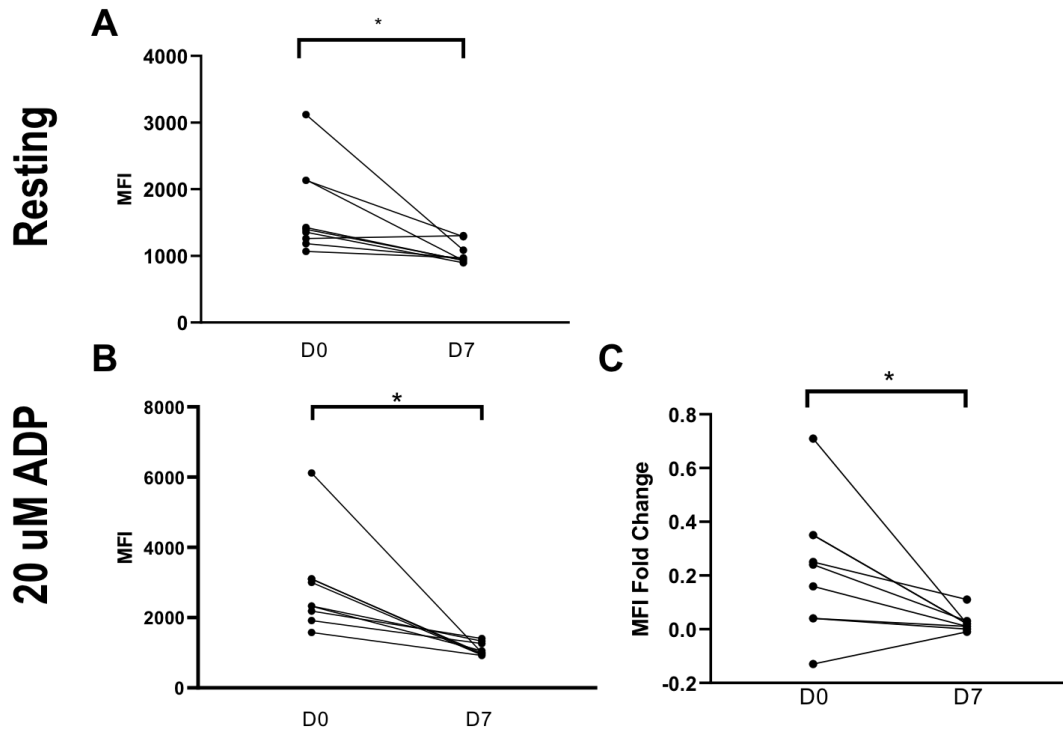 A
*
Resting
MFI
4000
3000
2000
1000
0
D0
D7
B
*
20 uM ADP
MFI
8000
6000
4000
2000
0
D0
D7
C
*
MFI Fold Change
0.8
0.6
0.4
0.2
0.0
-0.2
D0
D7